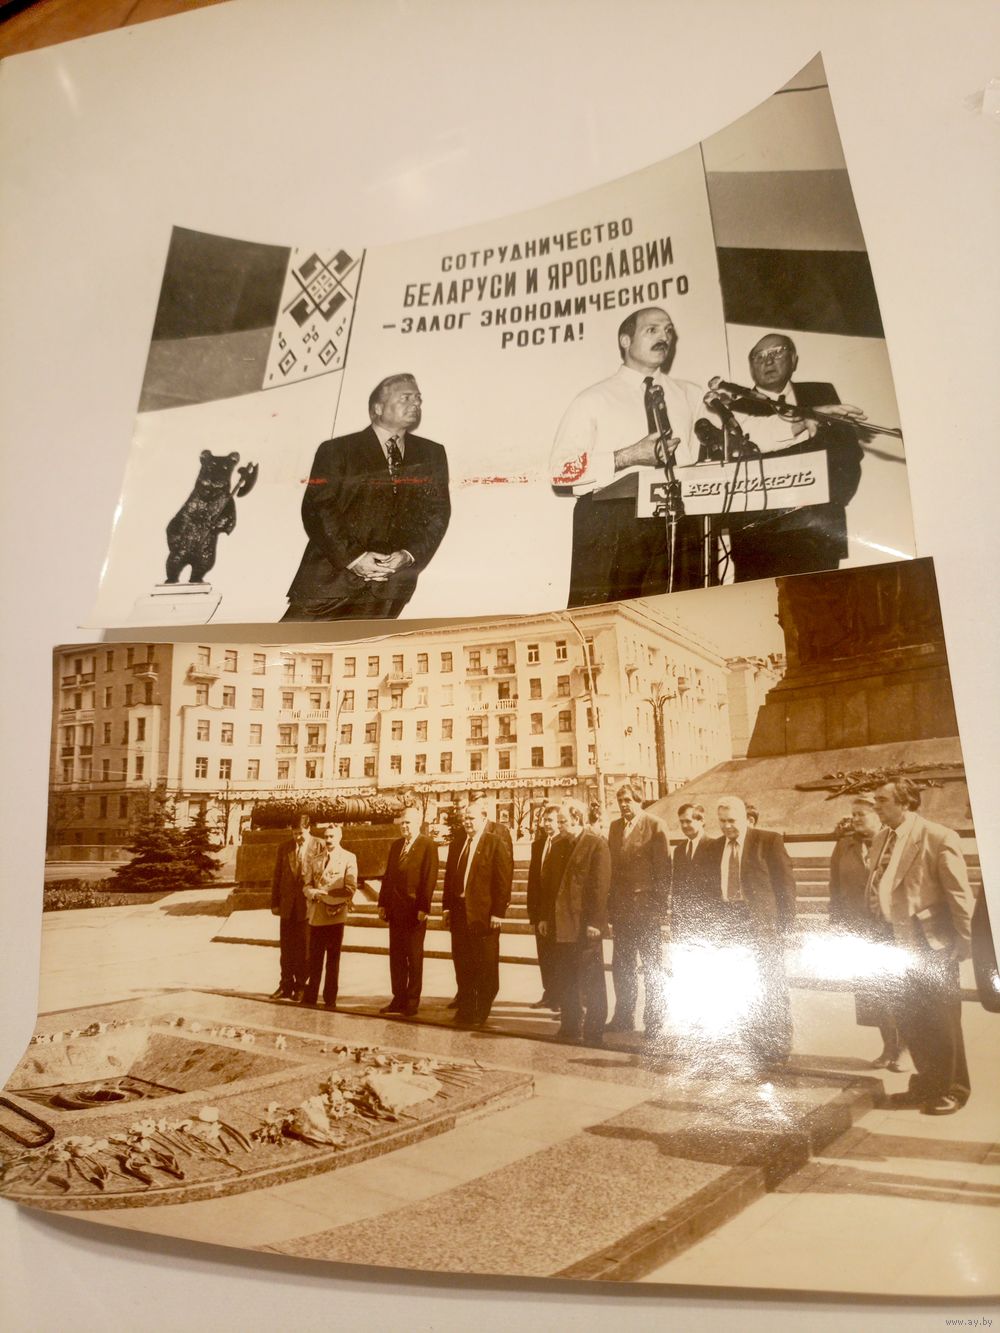 СОТРУДНИЧЕСТВО
БЕЛАРУСИ И ЯРОСЛАВИИ
– ЗАЛОГ ЭКОНОМИЧЕСКОГО
РОСТА!
АВТОДИЗЕЛЬ
www.ay.by